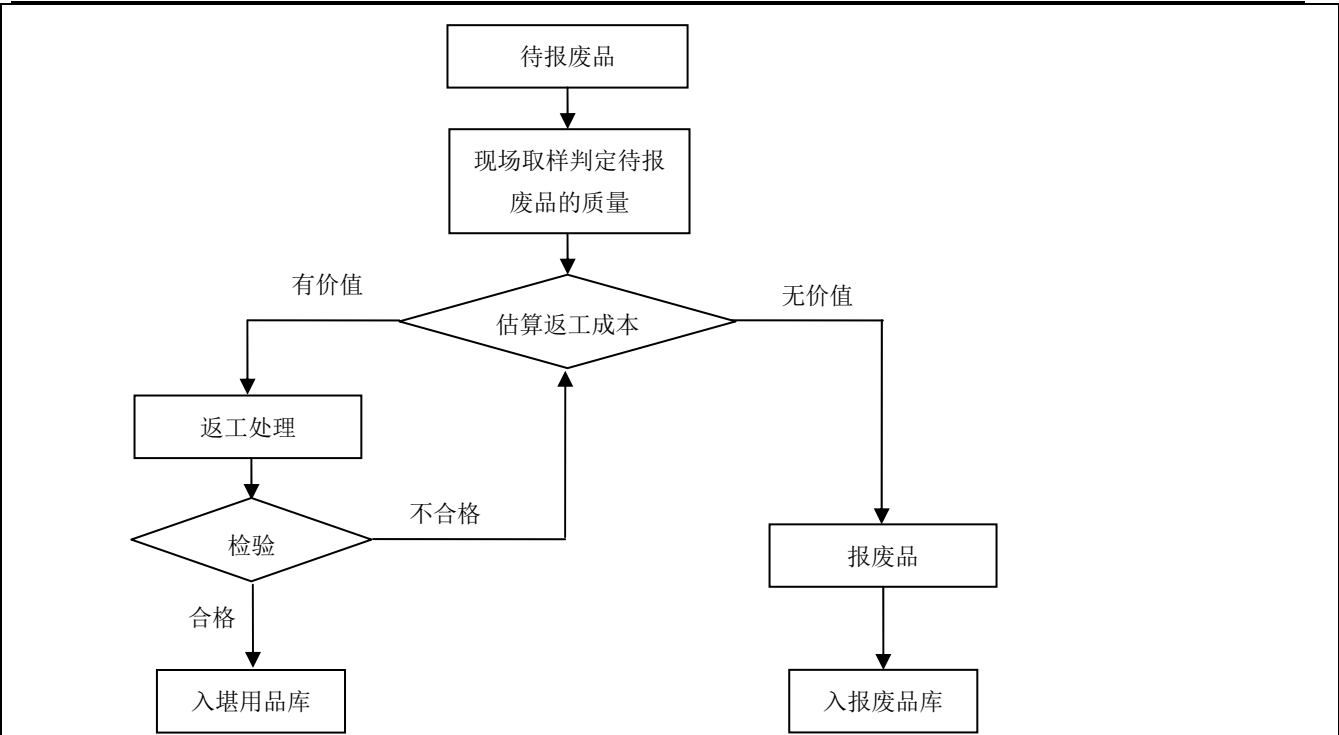 待报废品
现场取样判定待报
废品的质量
有价值
无价值
估算返工成本
返工处理
不合格
检验
报废品
合格
入堪用品库
入报废品库